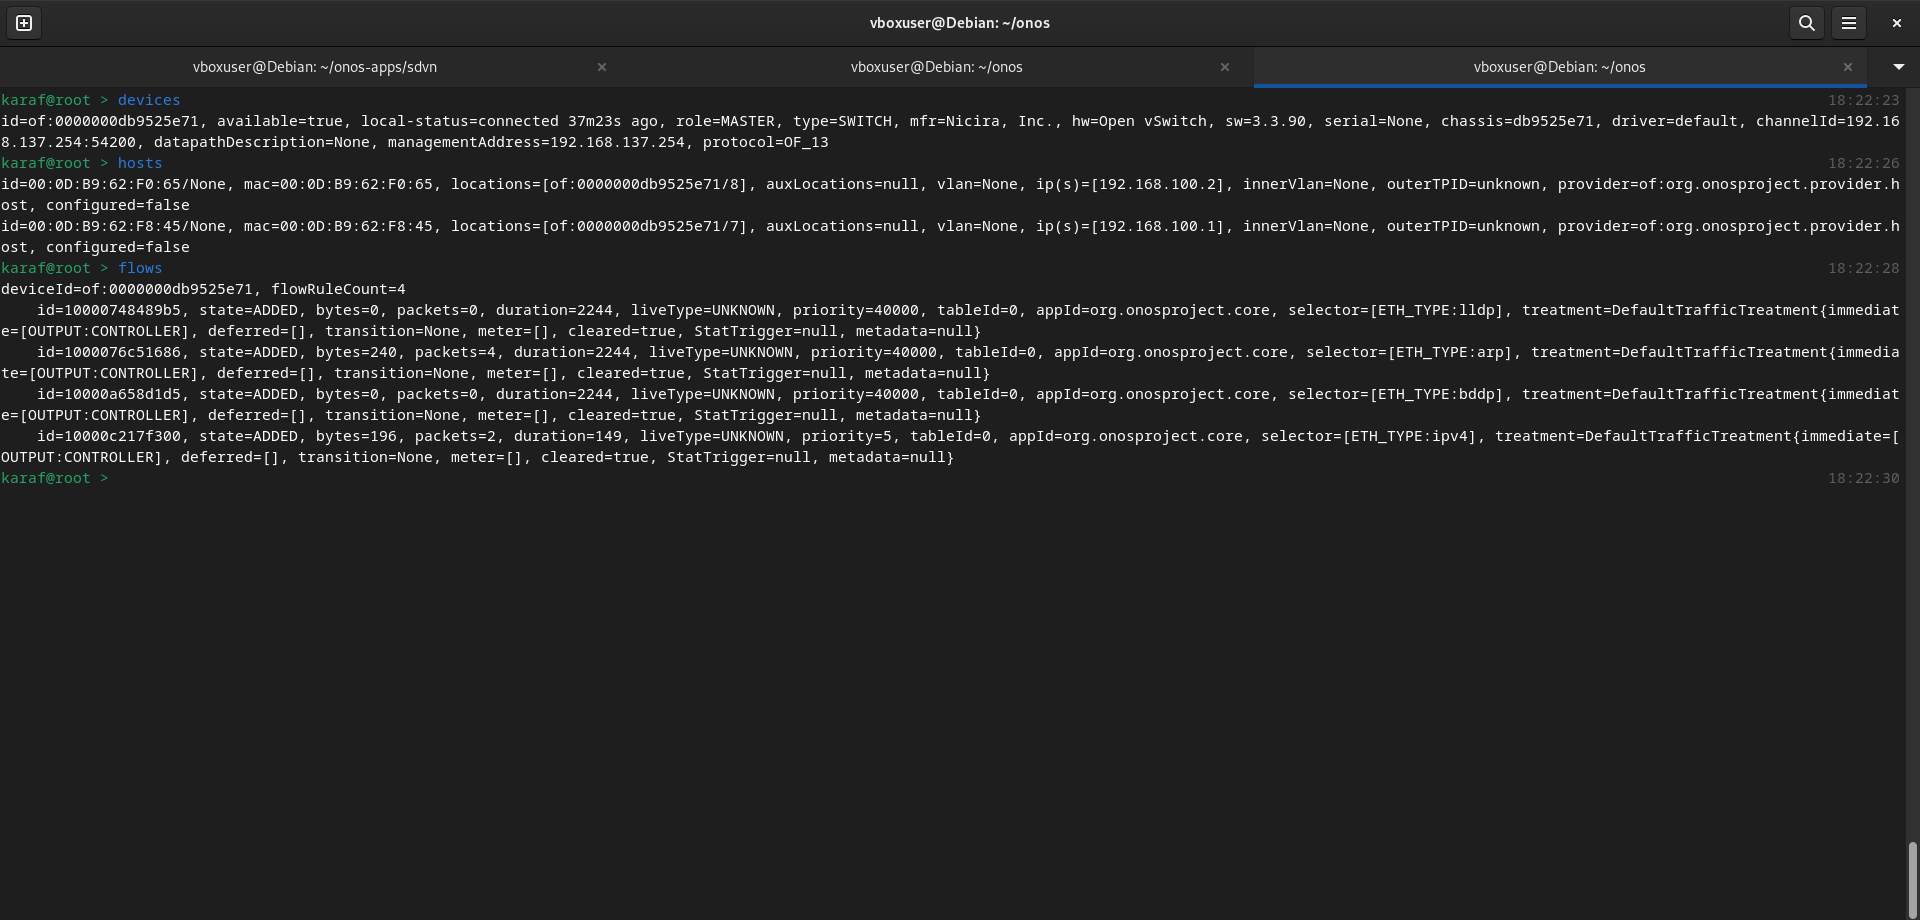 vboxuser@Debian: ~/onos
vboxuser@Debian: ~/onos-apps/sdvn
vboxuser@Debian: ~/onos
vboxuser@Debian: ~/onos
karaf@root > devices 18:22:23
id=of:0000000db9525e71, available=true, local-status=connected 37m23s ago, role=MASTER, type=SWITCH, mfr=Nicira, Inc., hw=Open vSwitch, sw=3.3.90, serial=None, chassis=db9525e71, driver=default, channelId=192.16
8.137.254:54200, datapathDescription=None, managementAddress=192.168.137.254, protocol=OF_13
karaf@root > hosts 18:22:26
id=00:0D:B9:62:F0:65/None, mac=00:0D:B9:62:F0:65, locations=[of:0000000db9525e71/8], auxLocations=null, vlan=None, ip(s)=[192.168.100.2], innerVlan=None, outerTPID=unknown, provider=of:org.onosproject.provider.h
ost, configured=false
id=00:0D:B9:62:F8:45/None, mac=00:0D:B9:62:F8:45, locations=[of:0000000db9525e71/7], auxLocations=null, vlan=None, ip(s)=[192.168.100.1], innerVlan=None, outerTPID=unknown, provider=of:org.onosproject.provider.h
ost, configured=false
karaf@root > flows 18:22:28
deviceId=of:0000000db9525e71, flowRuleCount=4
    id=10000748489b5, state=ADDED, bytes=0, packets=0, duration=2244, liveType=UNKNOWN, priority=40000, tableId=0, appId=org.onosproject.core, selector=[ETH_TYPE:lldp], treatment=DefaultTrafficTreatment{immediat
e=[OUTPUT:CONTROLLER], deferred=[], transition=None, meter=[], cleared=true, StatTrigger=null, metadata=null}
    id=1000076c51686, state=ADDED, bytes=240, packets=4, duration=2244, liveType=UNKNOWN, priority=40000, tableId=0, appId=org.onosproject.core, selector=[ETH_TYPE:arp], treatment=DefaultTrafficTreatment{immedia
te=[OUTPUT:CONTROLLER], deferred=[], transition=None, meter=[], cleared=true, StatTrigger=null, metadata=null}
    id=10000a658d1d5, state=ADDED, bytes=0, packets=0, duration=2244, liveType=UNKNOWN, priority=40000, tableId=0, appId=org.onosproject.core, selector=[ETH_TYPE:bddp], treatment=DefaultTrafficTreatment{immediat
e=[OUTPUT:CONTROLLER], deferred=[], transition=None, meter=[], cleared=true, StatTrigger=null, metadata=null}
    id=10000c217f300, state=ADDED, bytes=196, packets=2, duration=149, liveType=UNKNOWN, priority=5, tableId=0, appId=org.onosproject.core, selector=[ETH_TYPE:ipv4], treatment=DefaultTrafficTreatment{immediate=[
OUTPUT:CONTROLLER], deferred=[], transition=None, meter=[], cleared=true, StatTrigger=null, metadata=null}
karaf@root > 18:22:30